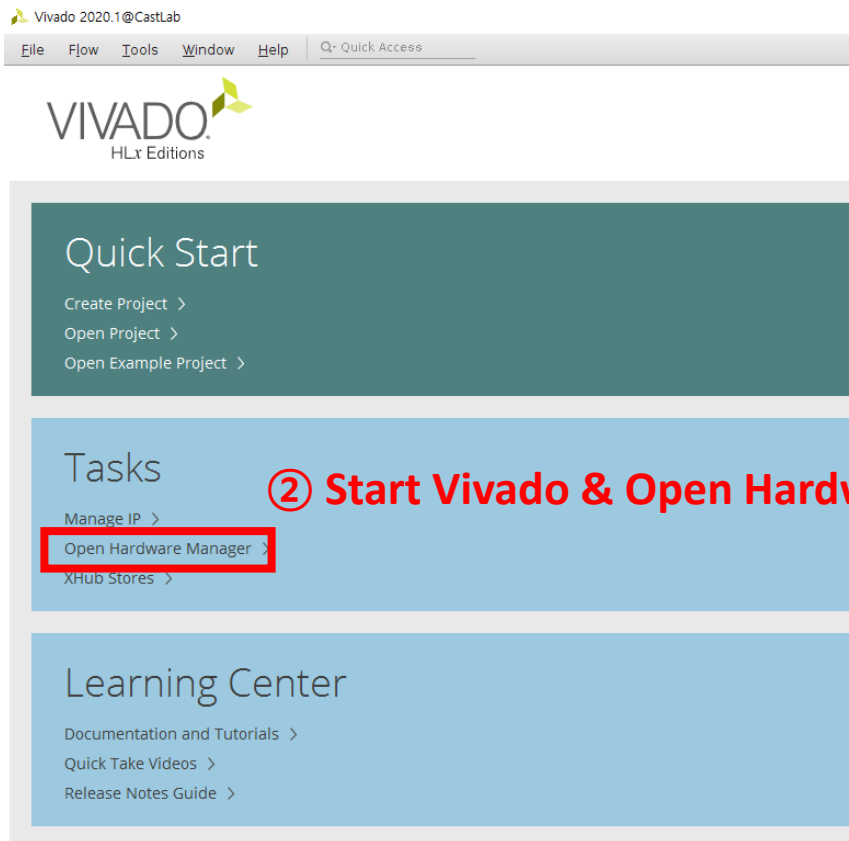 Vivado 2020.1@CastLab
File Flow Tools Window Help Quick Access
VIVADO.
HLx Editions
Quick Start
Create Project >
Open Project >
Open Example Project >
Tasks
② Start Vivado & Open Hardw
Manage IP >
Open Hardware Manager >
XHub Stores >
Learning Center
Documentation and Tutorials >
Quick Take Videos >
Release Notes Guide >